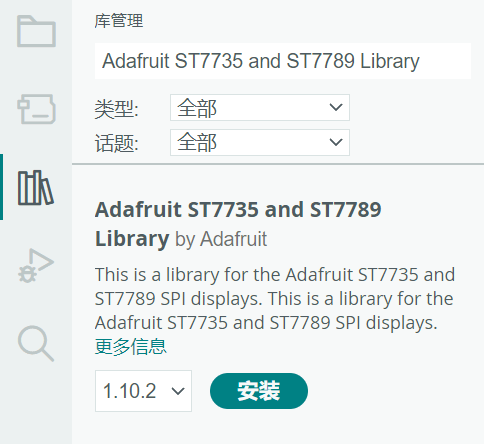 库管理
Adafruit ST7735 and ST7789 Library
类型:
全部
话题:
全部
Adafruit ST7735 and ST7789
Library by Adafruit
This is a library for the Adafruit ST7735 and
ST7789 SPI displays. This is a library for the
Adafruit ST7735 and ST7789 SPI displays.
更多信息
1.10.2
安装